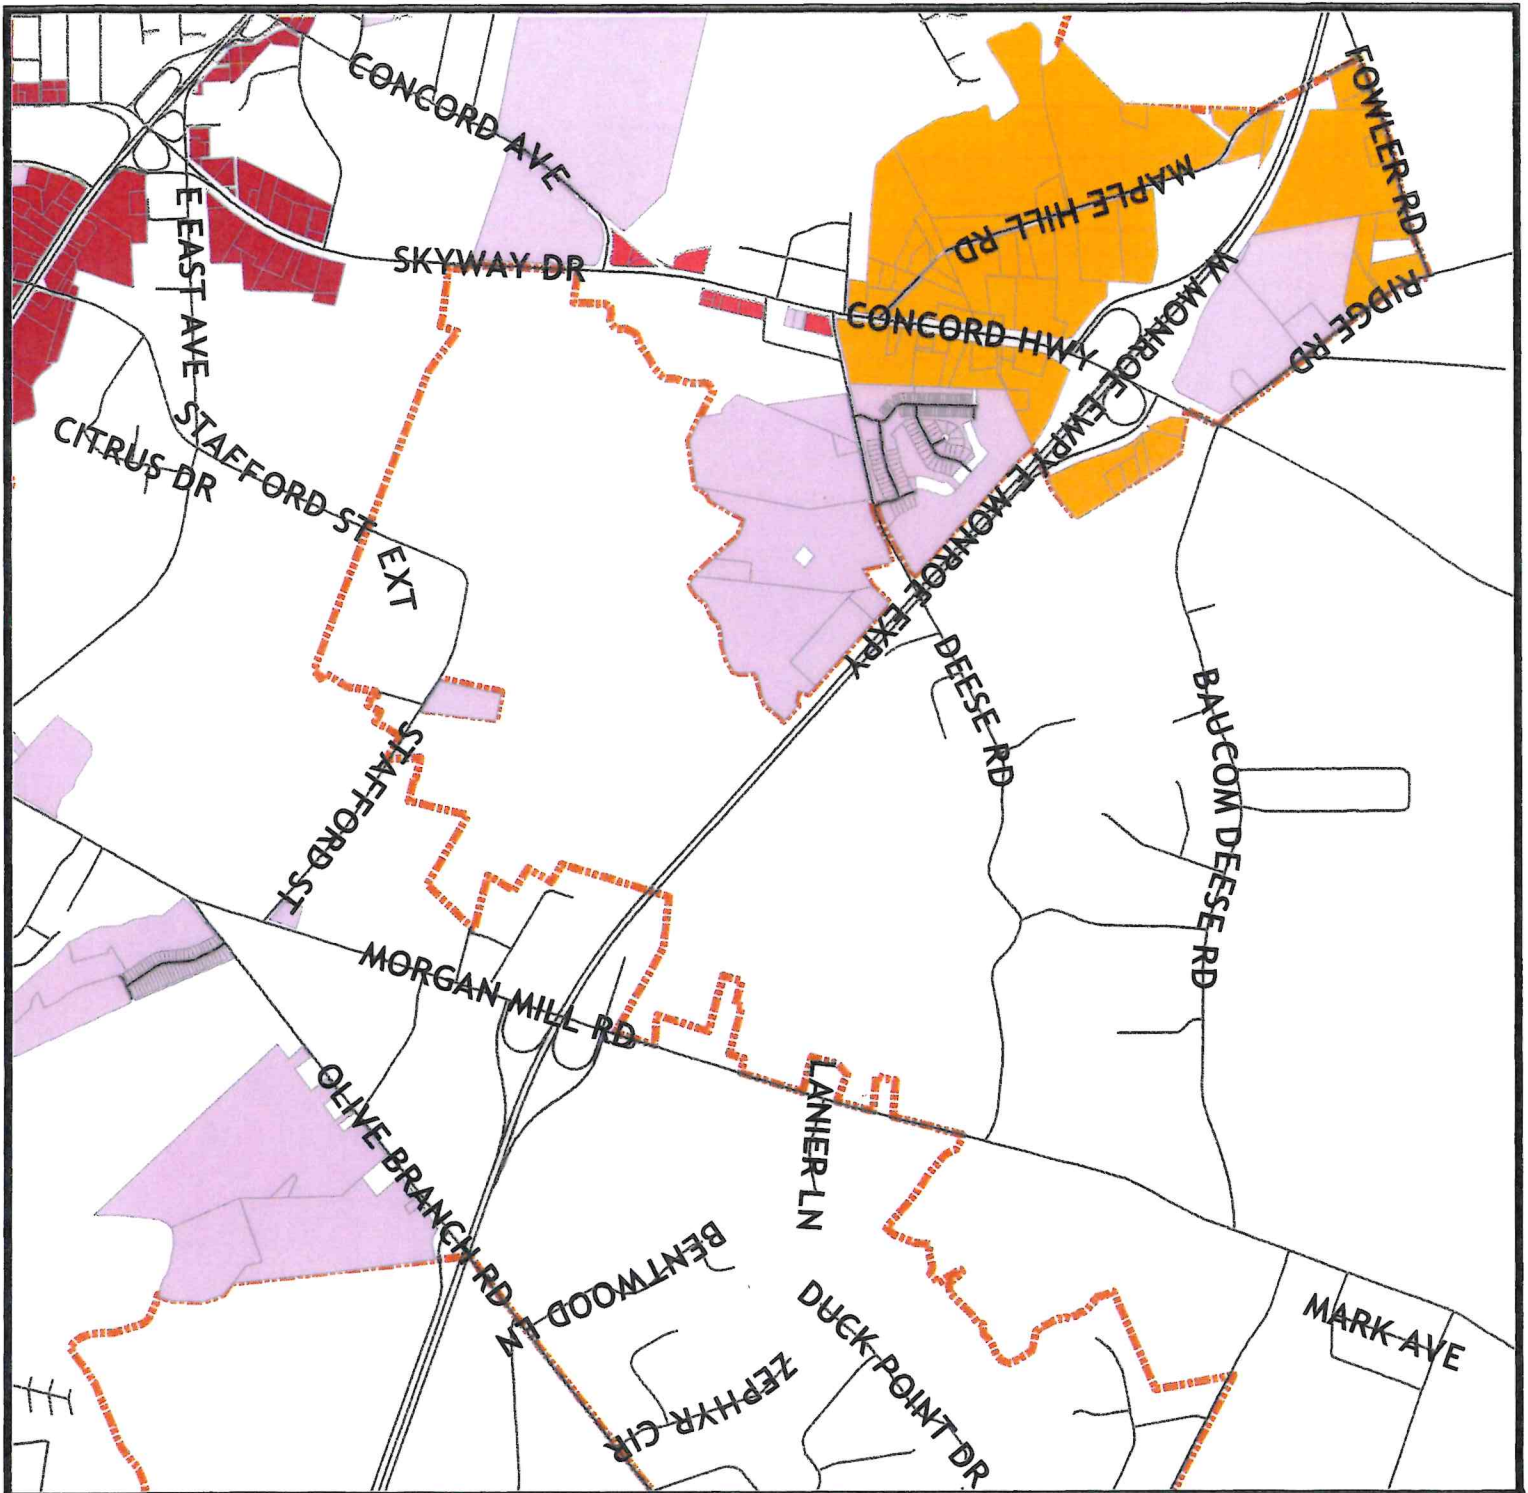 CONCORD AVE
FOWLER RD
MAPLE HILL RD
E EAST AVE
SKYWAY DR
CONCORD HWY
W MONROE EWPY
RIDGE RD
CITRUS DR
STAFFORD ST EXT
E MONROE EXPY
DEESE RD
BAUCOM DEESE RD
STAFFORD ST
MORGAN MILL RD
OLIVE BRANCH RD
LANIER LN
BENTWOOD LN
DUCK POINT DR
ZEPHYR CIR
MARK AVE